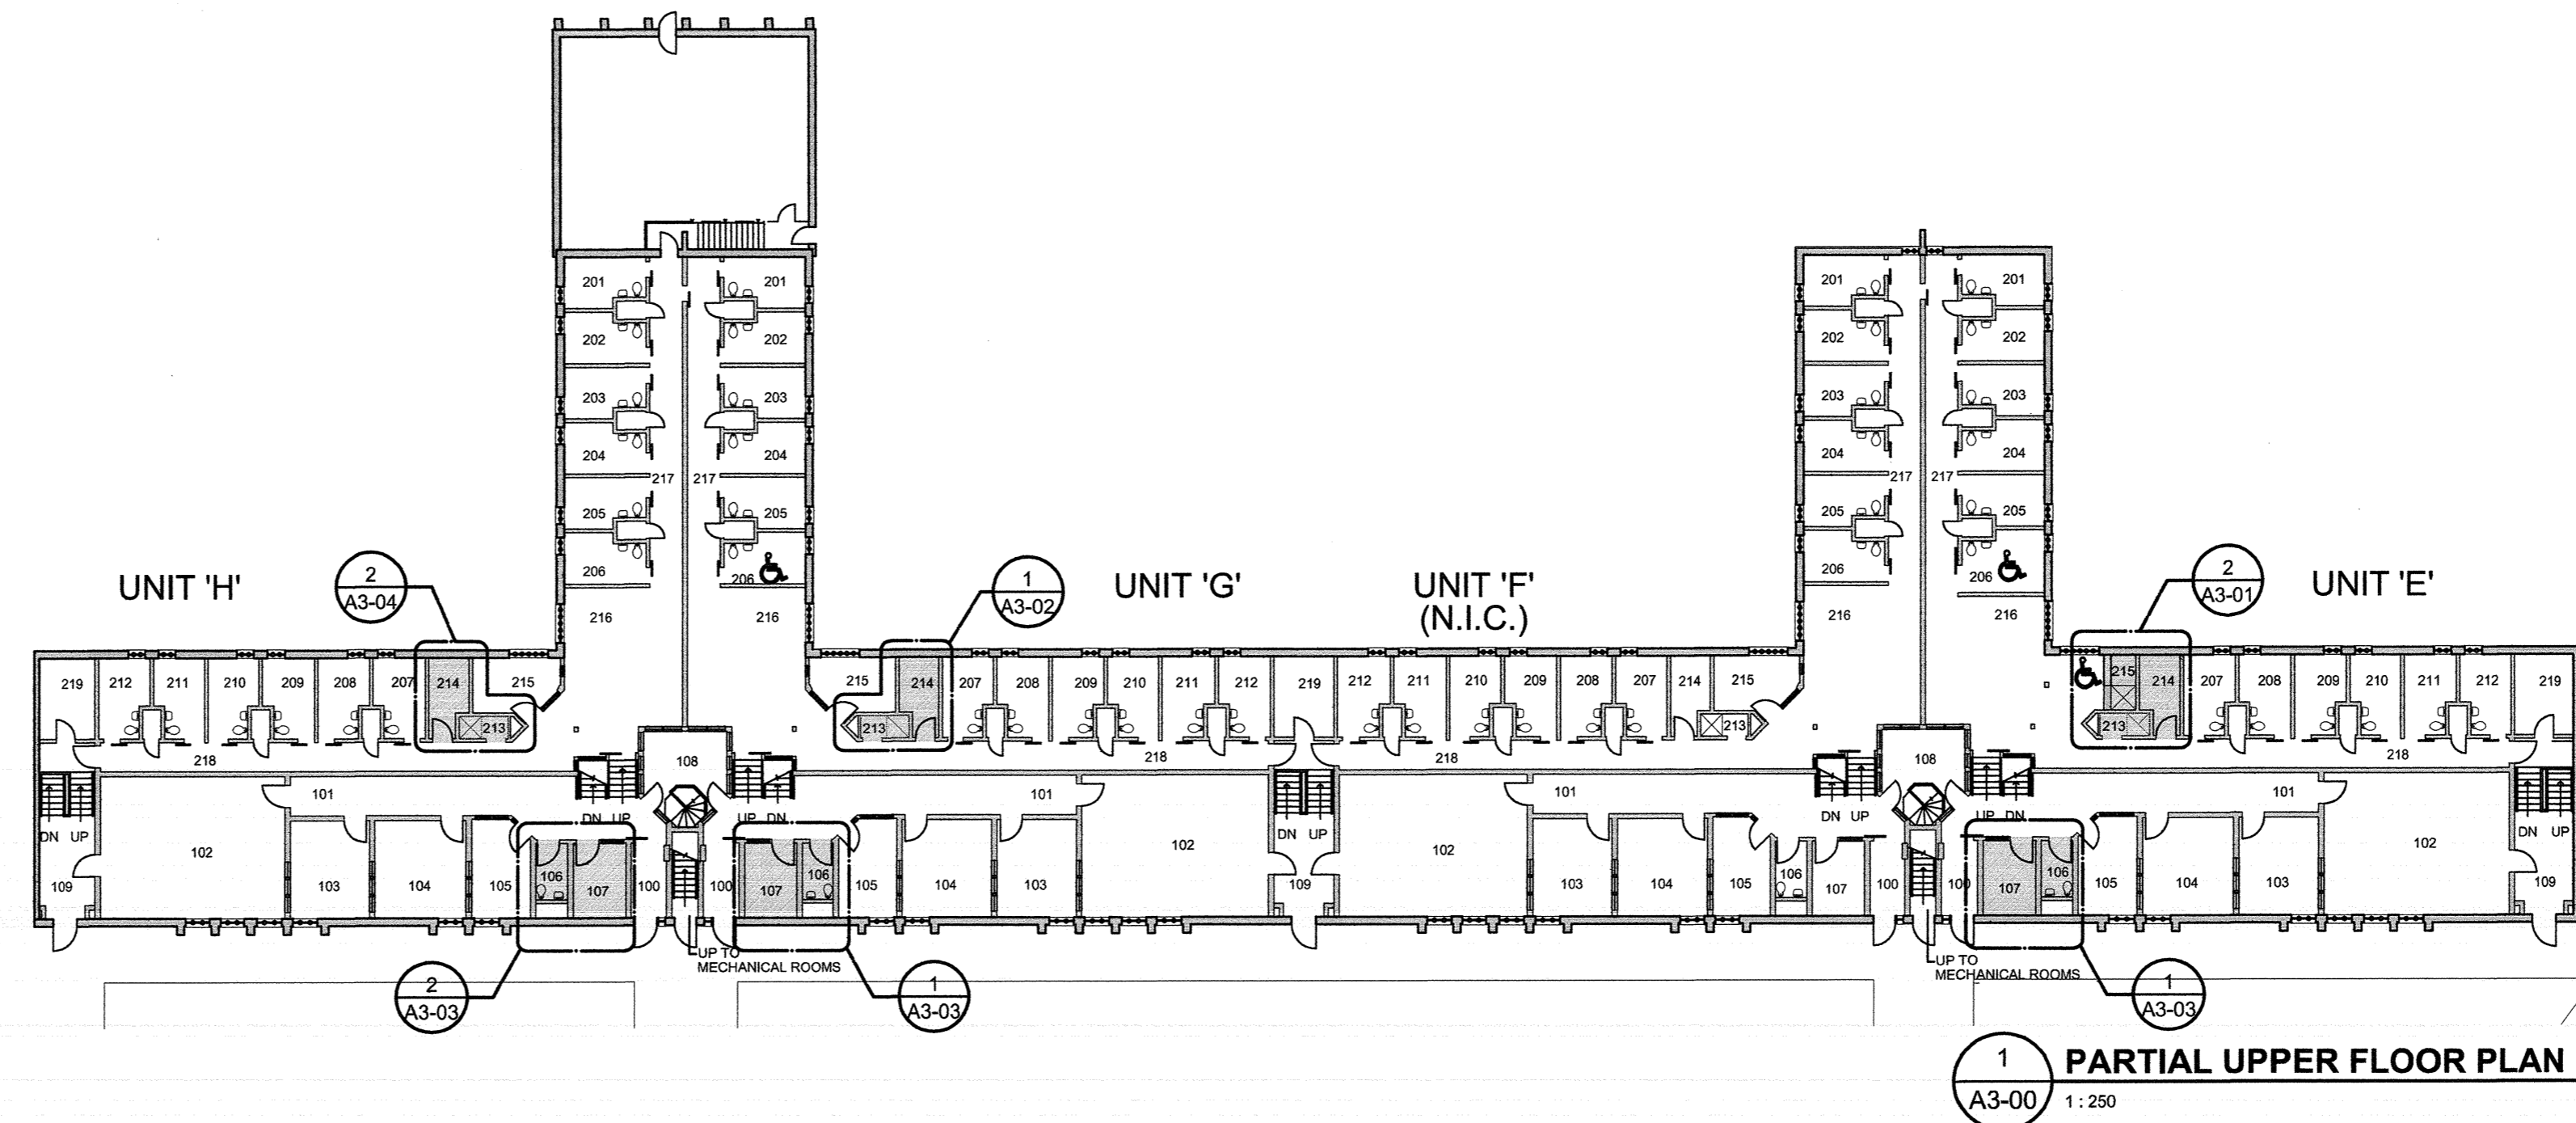 201 201 201 201
202 202 202 202
203 203 203 203
204 204 204 204
217 217 217 217
205 205 205 205
206 206 206 206
2
A3-04
1
A3-02
2
A3-01
UNIT 'H' UNIT 'G' UNIT 'F' UNIT 'E'
(N.I.C.)
216 216 216 216
219 212 211 210 209 208 207 214 215 215 214 207 208 209 210 211 212 219 212 211 210 209 208 207 214 215 215 214 207 208 209 210 211 212 219
213 213 213 213
218 108 218 218 108 218
101 101 101 101
DN UP DN UP UP DN DN UP DN UP UP DN DN UP
102 102 102 102
109 103 104 105 106 107 100 100 107 106 105 104 103 109 103 104 105 106 107 100 100 107 106 105 104 103 109
UP TO
MECHANICAL ROOMS
UP TO
MECHANICAL ROOMS
2
A3-03
1
A3-03
1
A3-03
1
A3-00
PARTIAL UPPER FLOOR PLAN
1 : 250